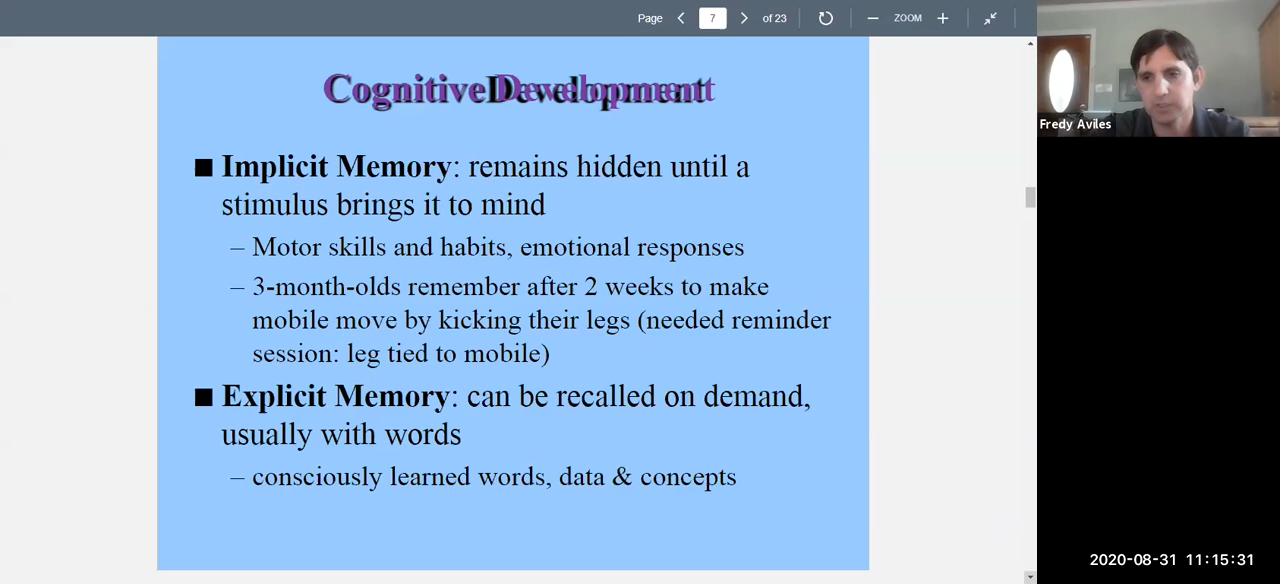 Page 7 of 23 ZOOM
Cognitive Development
Fredy Aviles
■ Implicit Memory: remains hidden until a
stimulus brings it to mind
– Motor skills and habits, emotional responses
– 3-month-olds remember after 2 weeks to make
mobile move by kicking their legs (needed reminder
session: leg tied to mobile)
■ Explicit Memory: can be recalled on demand,
usually with words
– consciously learned words, data & concepts
2020-08-31 11:15:31